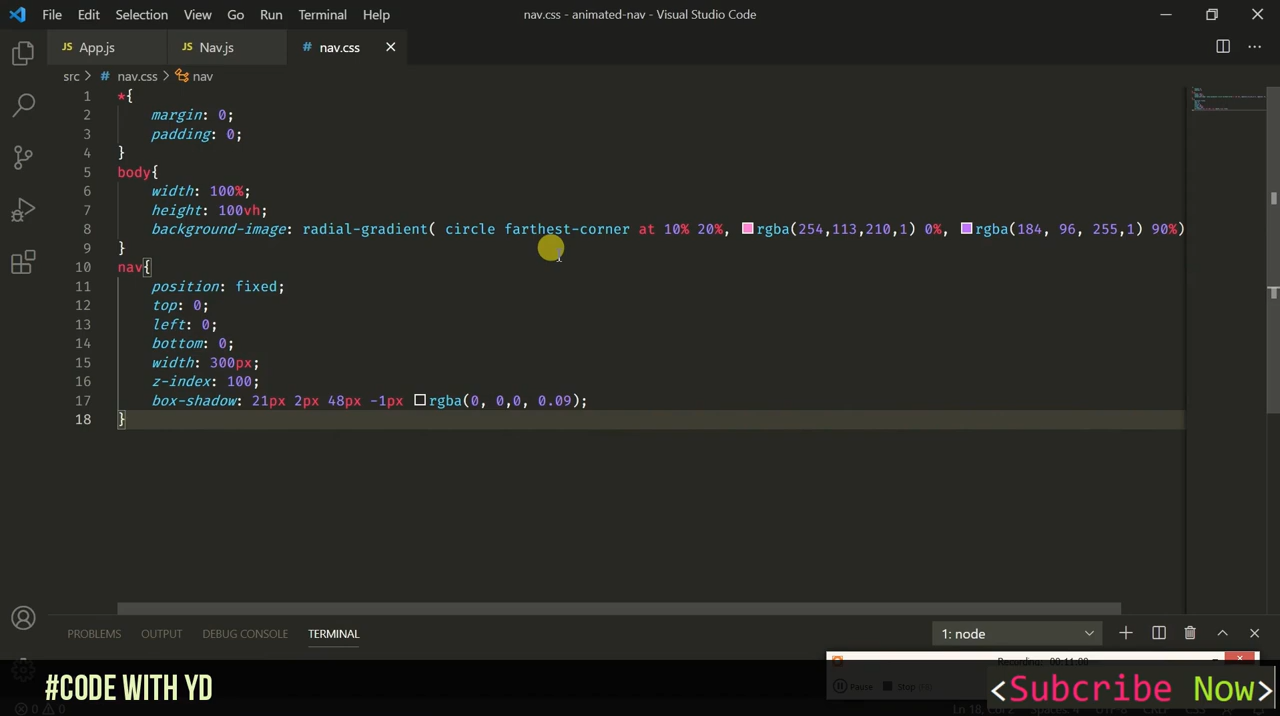 File Edit Selection View Go Run Terminal Help nav.css - animated-nav - Visual Studio Code
JS App.js JS Nav.js # nav.css
src > # nav.css > nav
1 *{
2 margin: 0;
3 padding: 0;
4 }
5 body{
6 width: 100%;
7 height: 100vh;
8 background-image: radial-gradient( circle farthest-corner at 10% 20%, rgba(254,113,210,1) 0%, rgba(184, 96, 255,1) 90%)
9 }
10 nav{
11 position: fixed;
12 top: 0;
13 left: 0;
14 bottom: 0;
15 width: 300px;
16 z-index: 100;
17 box-shadow: 21px 2px 48px -1px rgba(0, 0,0, 0.09);
18 }
PROBLEMS OUTPUT DEBUG CONSOLE TERMINAL 1: node
Recording:
Pause Stop
#CODE WITH YD <Subcribe Now>